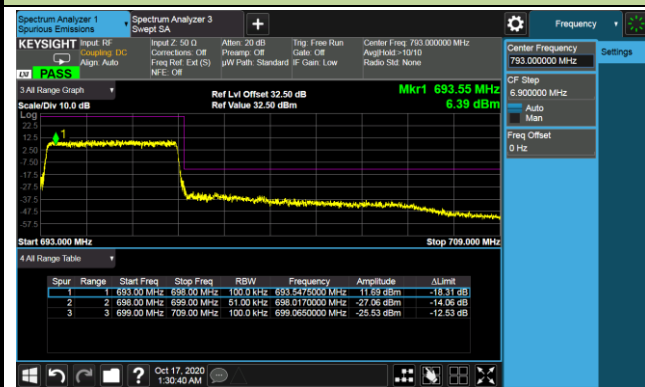 Spectrum Analyzer 1
Spurious Emissions
Spectrum Analyzer 3
Swept SA
+
Frequency
KEYSIGHT
Input: RF
Coupling: DC
Align: Auto
Input Z: 50 Ω
Corrections: Off
Freq Ref: Ext (S)
NFE: Off
Atten: 20 dB
Preamp: Off
µW Path: Standard
Trig: Free Run
Gate: Off
IF Gain: Low
Center Freq: 793.000000 MHz
Avg|Hold:>10/10
Radio Std: None
LXI PASS
Center Frequency
793.000000 MHz
Settings
CF Step
6.900000 MHz
Auto
Man
Freq Offset
0 Hz
3 All Range Graph
Scale/Div 10.0 dB
Ref Lvl Offset 32.50 dB
Ref Value 32.50 dBm
Mkr1 693.55 MHz
6.39 dBm
Log
22.5
12.5
2.50
-7.50
-17.5
-27.5
-37.5
-47.5
-57.5
1
Start 693.000 MHz
Stop 709.000 MHz
4 All Range Table
Spur Range Start Freq Stop Freq RBW Frequency Amplitude ΔLimit
1 1 693.00 MHz 698.00 MHz 100.0 kHz 693.5475000 MHz 11.69 dBm -18.31 dB
2 2 698.00 MHz 699.00 MHz 51.00 kHz 698.0170000 MHz -27.06 dBm -14.06 dB
3 3 699.00 MHz 709.00 MHz 100.0 kHz 699.0650000 MHz -25.53 dBm -12.53 dB
?
Oct 17, 2020
1:30:40 AM